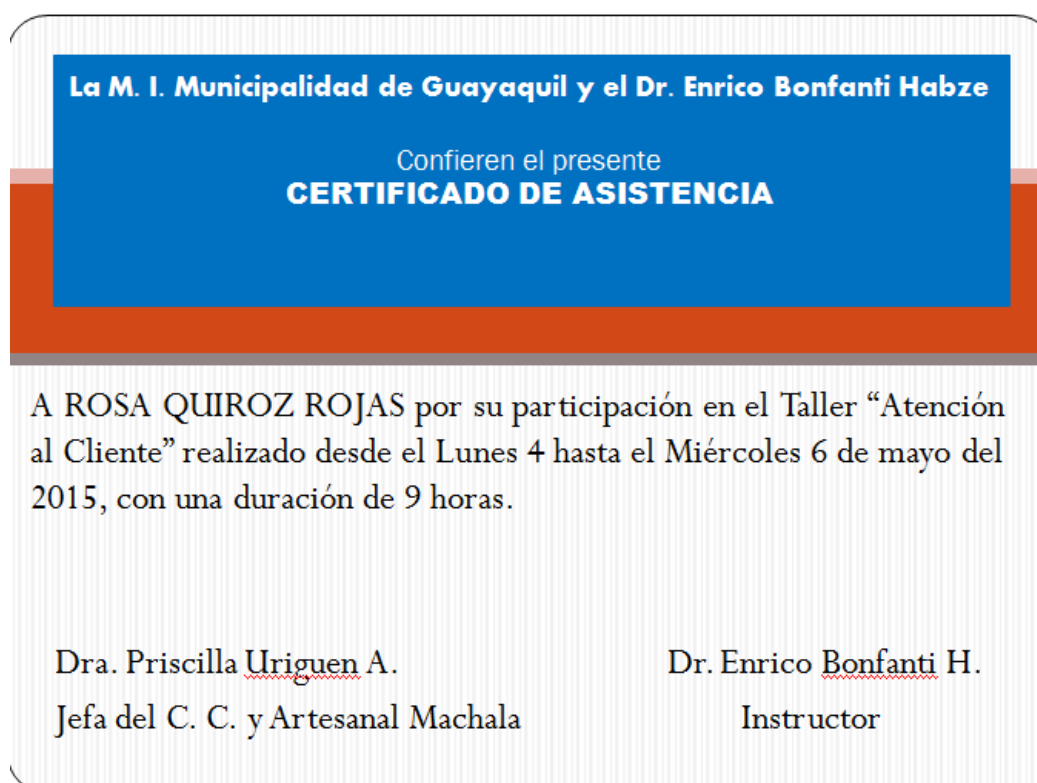 La M. I. Municipalidad de Guayaquil y el Dr. Enrico Bonfanti Habze
Confieren el presente
CERTIFICADO DE ASISTENCIA
A ROSA QUIROZ ROJAS por su participación en el Taller “Atención
al Cliente” realizado desde el Lunes 4 hasta el Miércoles 6 de mayo del
2015, con una duración de 9 horas.
Dra. Priscilla Uriguen A. Dr. Enrico Bonfanti H.
Jefa del C. C. y Artesanal Machala Instructor